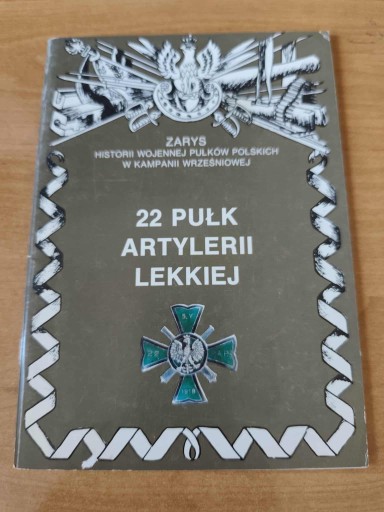 ZARYS
HISTORII WOJENNEJ PUŁKÓW POLSKICH
W KAMPANII WRZEŚNIOWEJ
22 PUŁK
ARTYLERII
LEKKIEJ